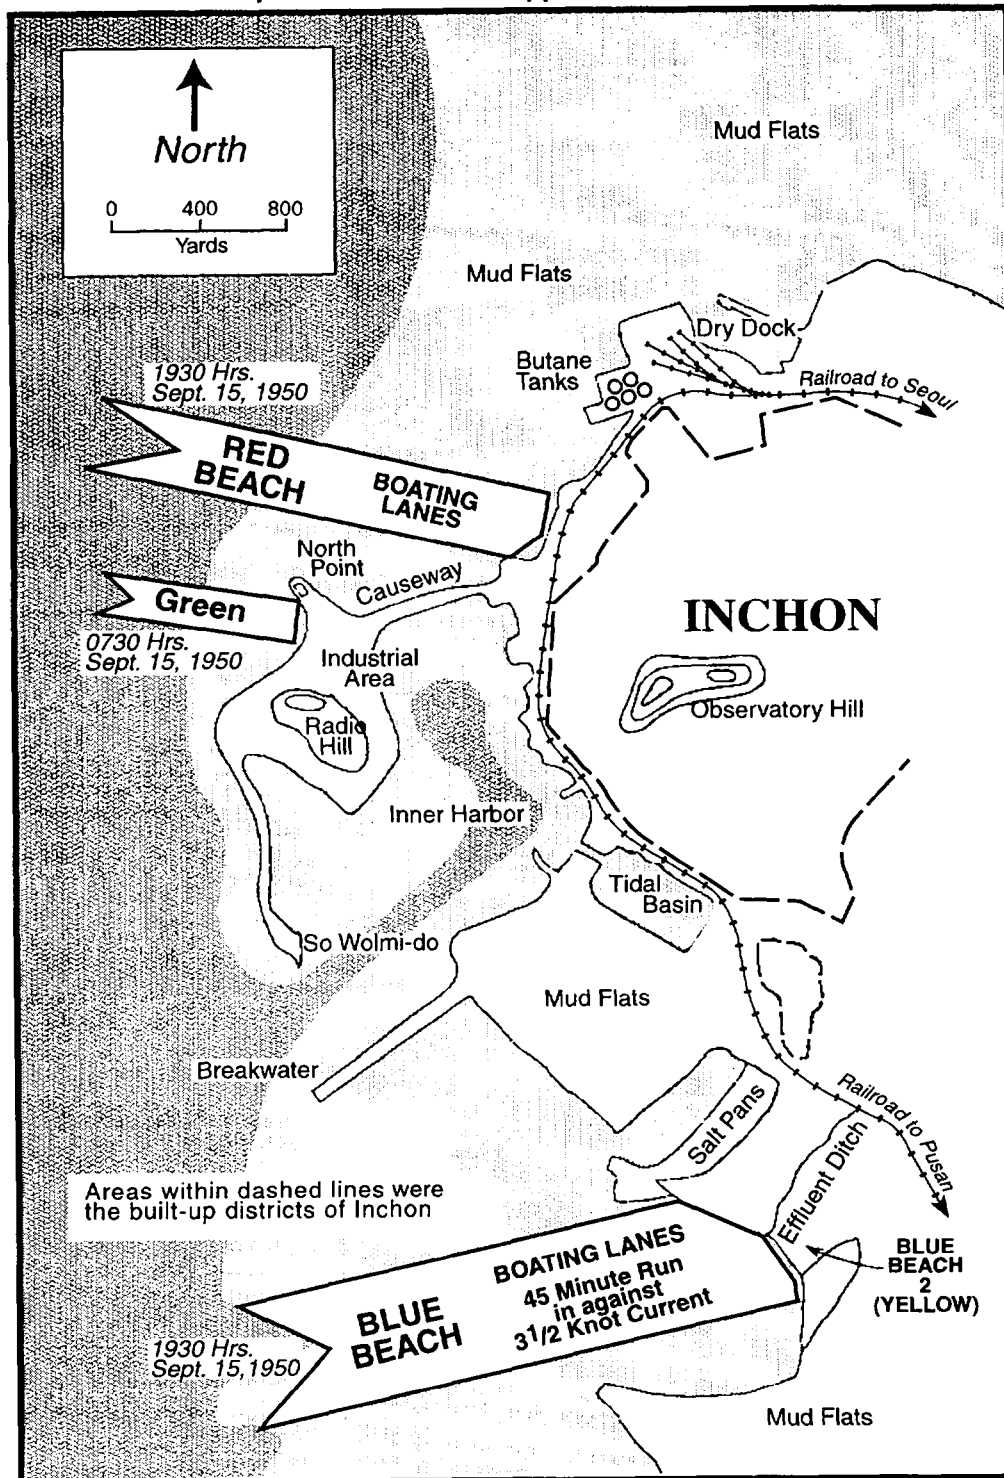 North
0 400 800
Yards
Mud Flats
Mud Flats
Dry Dock
Butane
Tanks
Railroad to Seoul
1930 Hrs.
Sept. 15, 1950
RED
BEACH
BOATING
LANES
North
Point
Causeway
Green
0730 Hrs.
Sept. 15, 1950
INCHON
Industrial
Area
Radio
Hill
Observatory Hill
Inner Harbor
Tidal
Basin
So Wolmi-do
Mud Flats
Breakwater
Railroad to Pusan
Salt Pans
Effluent Ditch
Areas within dashed lines were
the built-up districts of Inchon
BLUE
BEACH
2
(YELLOW)
BOATING LANES
45 Minute Run
in against
3 1/2 Knot Current
BLUE
BEACH
1930 Hrs.
Sept. 15,1950
Mud Flats